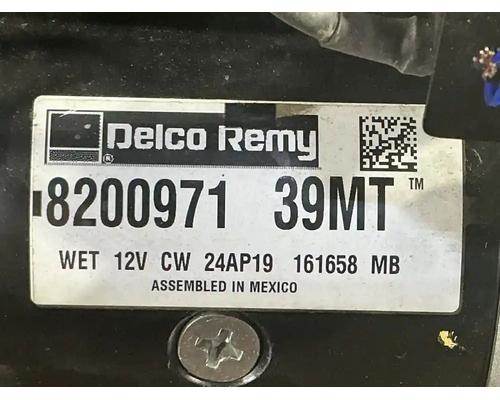 Delco Remy
®
8200971 39MT™
WET 12V CW 24AP19 161658 MB
ASSEMBLED IN MEXICO